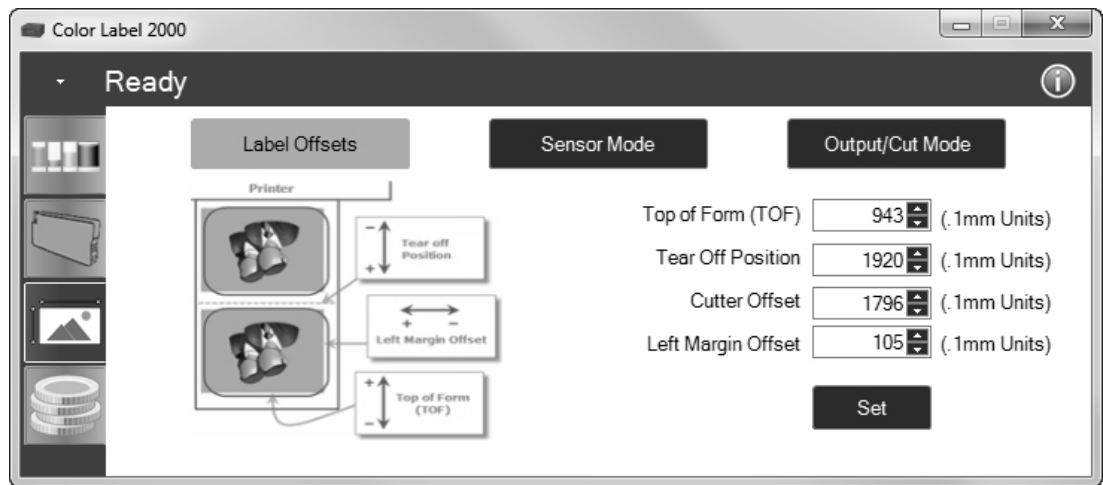 Color Label 2000
Ready
Label Offsets
Sensor Mode
Output/Cut Mode
Printer
- Tear off
+ Position
+ -
Left Margin Offset
+ Top of Form
- (TOF)
Top of Form (TOF) 943 (.1mm Units)
Tear Off Position 1920 (.1mm Units)
Cutter Offset 1796 (.1mm Units)
Left Margin Offset 105 (.1mm Units)
Set